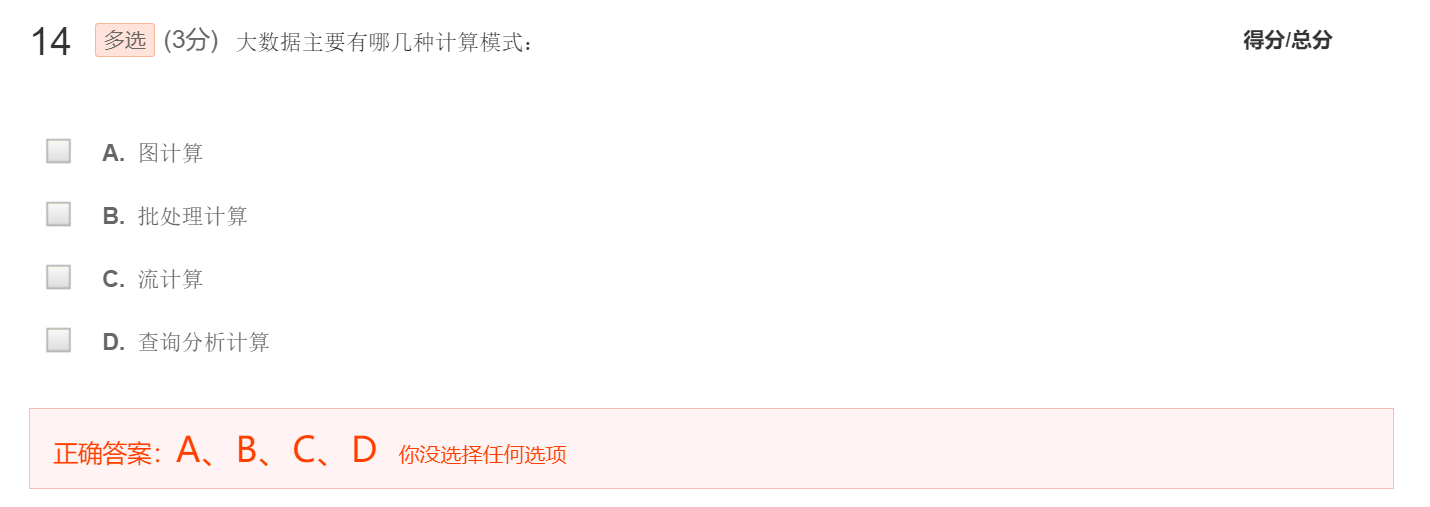 14 多选 (3分) 大数据主要有哪几种计算模式: 得分/总分
A. 图计算
B. 批处理计算
C. 流计算
D. 查询分析计算
正确答案: A、B、C、D 你没选择任何选项